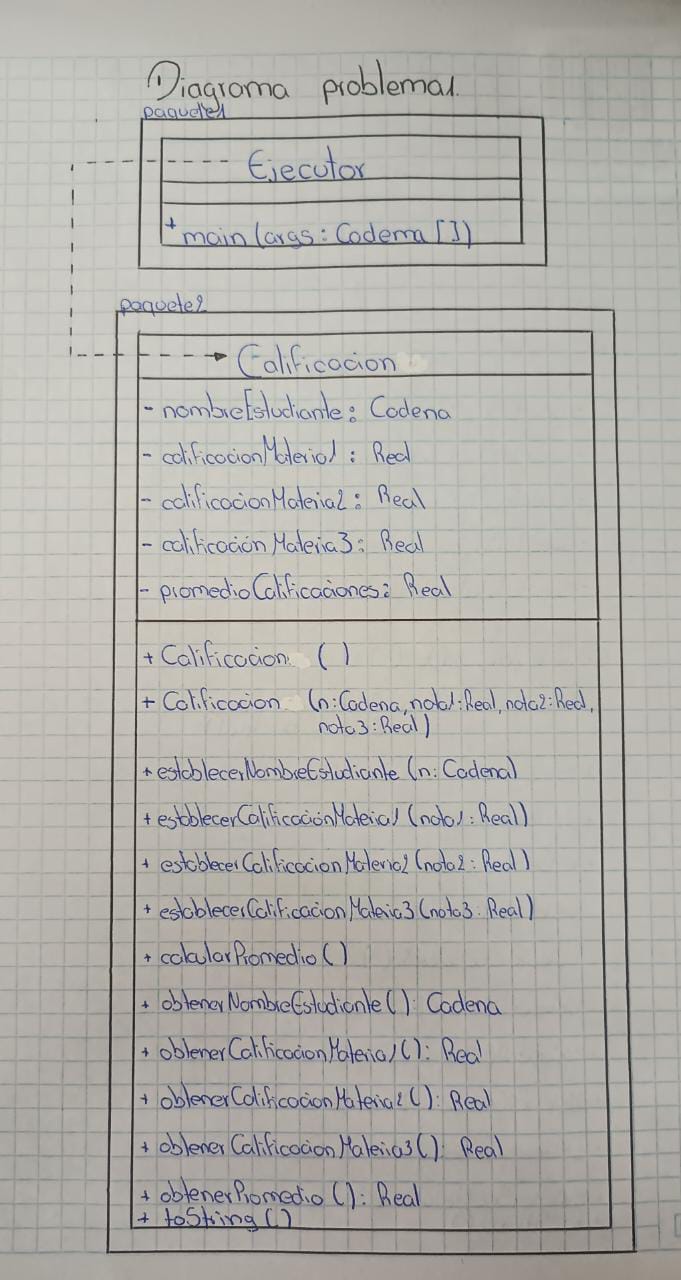 Diagrama problema1.
paquete1
Ejecutor
+ main (args: Cadena [])
paquete2
Calificacion
- nombreEstudiante: Cadena
- calificacionMateria1: Real
- calificacionMateria2: Real
- calificaciónMateria3: Real
- promedioCalificaciones: Real
+ Calificacion ()
+ Calificacion (n: Cadena, nota1: Real, nota2: Real,
nota3: Real)
+ establecerNombreEstudiante (n: Cadena)
+ establecerCalificaciónMateria1 (nota1: Real)
+ establecerCalificacionMateria2 (nota2: Real)
+ establecerCalificacionMateria3 (nota3: Real)
+ calcularPromedio ()
+ obtenerNombreEstudiante (): Cadena
+ obtenerCalificacionMateria1 (): Real
+ obtenerCalificacionMateria2 (): Real
+ obtenerCalificacionMateria3 (): Real
+ obtenerPromedio (): Real
+ toString ()